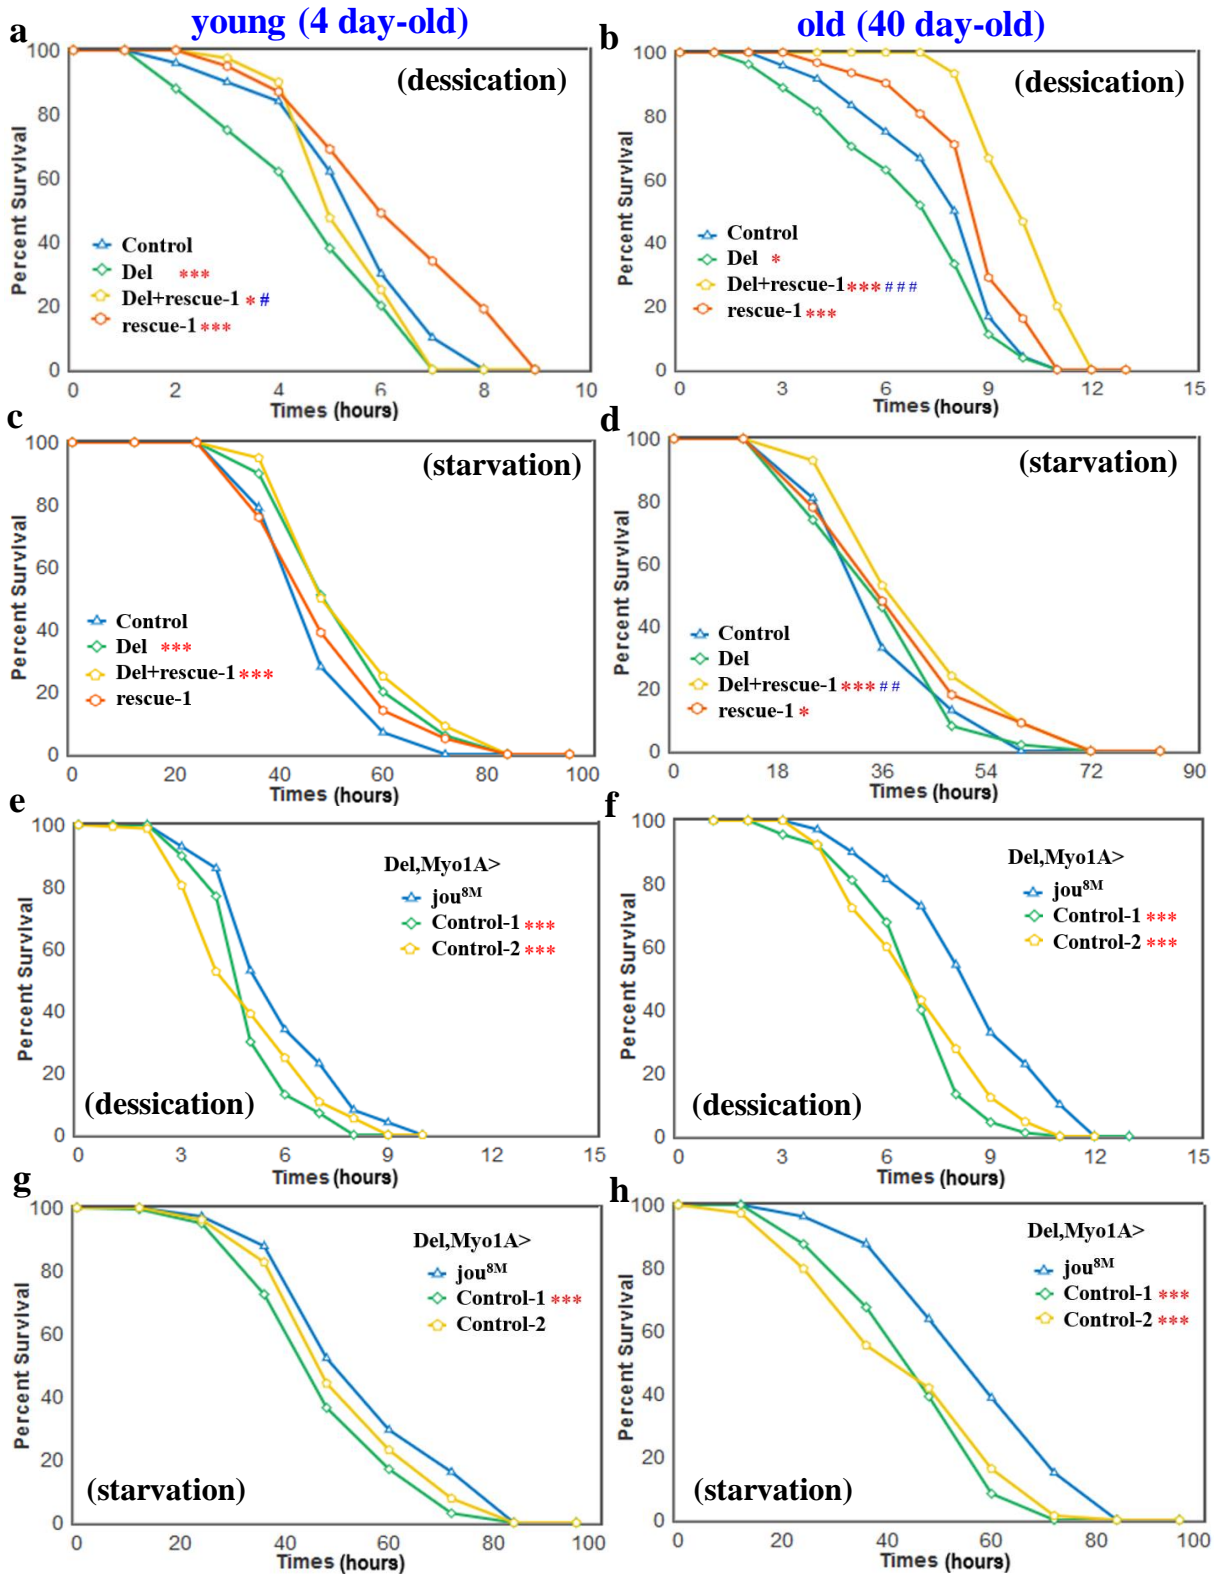 young (4 day-old)
old (40 day-old)
a
100
80
60
40
20
0
Percent Survival
(dessication)
Control
Del ***
Del+rescue-1 * #
rescue-1 ***
0 2 4 6 8 10
Times (hours)
b
100
80
60
40
20
0
Percent Survival
(dessication)
Control
Del *
Del+rescue-1 *** ###
rescue-1 ***
0 3 6 9 12 15
Times (hours)
c
100
80
60
40
20
0
Percent Survival
(starvation)
Control
Del ***
Del+rescue-1 ***
rescue-1
0 20 40 60 80 100
Times (hours)
d
100
80
60
40
20
0
Percent Survival
(starvation)
Control
Del
Del+rescue-1 *** ##
rescue-1 *
0 18 36 54 72 90
Times (hours)
e
100
80
60
40
20
0
Percent Survival
Del,Myo1A>
jou8M
Control-1 ***
Control-2 ***
(dessication)
0 3 6 9 12 15
Times (hours)
f
100
80
60
40
20
0
Percent Survival
Del,Myo1A>
jou8M
Control-1 ***
Control-2 ***
(dessication)
0 3 6 9 12 15
Times (hours)
g
100
80
60
40
20
0
Percent Survival
Del,Myo1A>
jou8M
Control-1 ***
Control-2
(starvation)
0 20 40 60 80 100
Times (hours)
h
100
80
60
40
20
0
Percent Survival
Del,Myo1A>
jou8M
Control-1 ***
Control-2 ***
(starvation)
0 20 40 60 80 100
Times (hours)